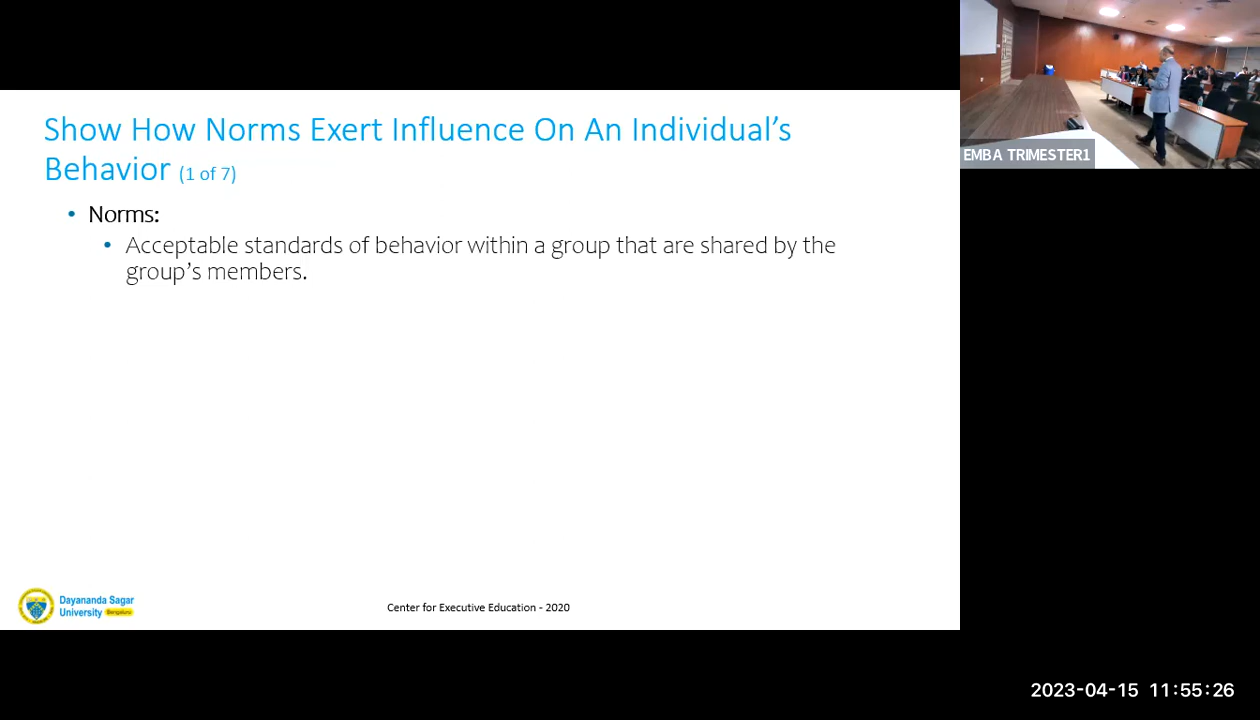 Show How Norms Exert Influence On An Individual's
Behavior (1 of 7)
• Norms:
• Acceptable standards of behavior within a group that are shared by the
group's members.
EMBA TRIMESTER1
Dayananda Sagar
University Bengaluru
Center for Executive Education - 2020
2023-04-15 11:55:26